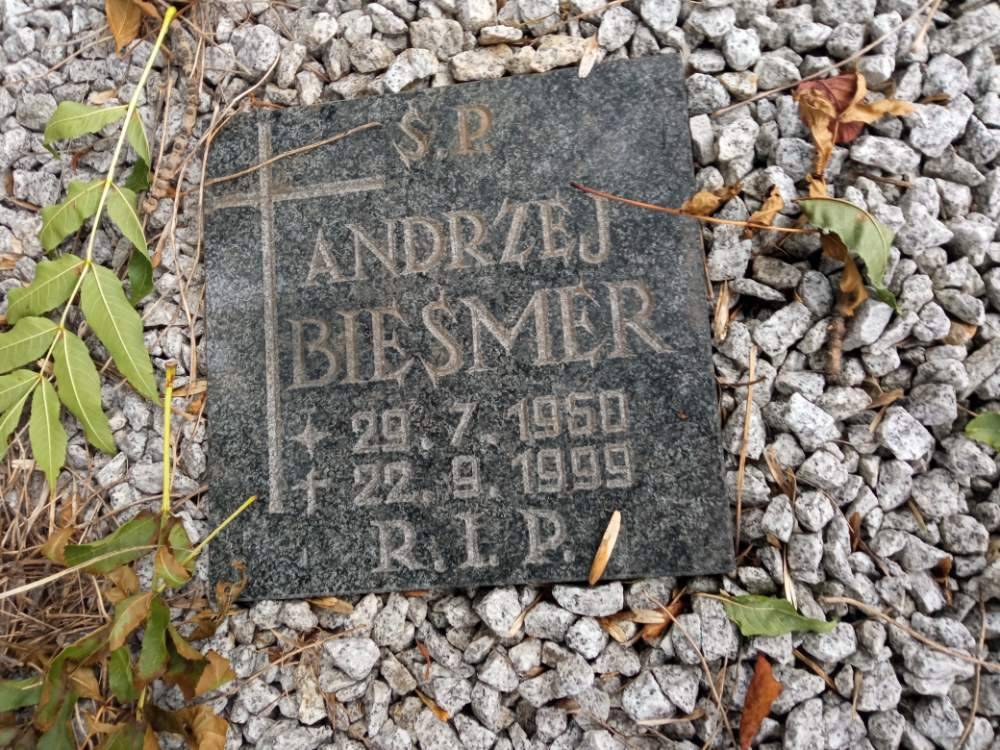 Ś.P.
ANDRZEJ
BIESMER
29.7.1950
22.9.1999
R.I.P.